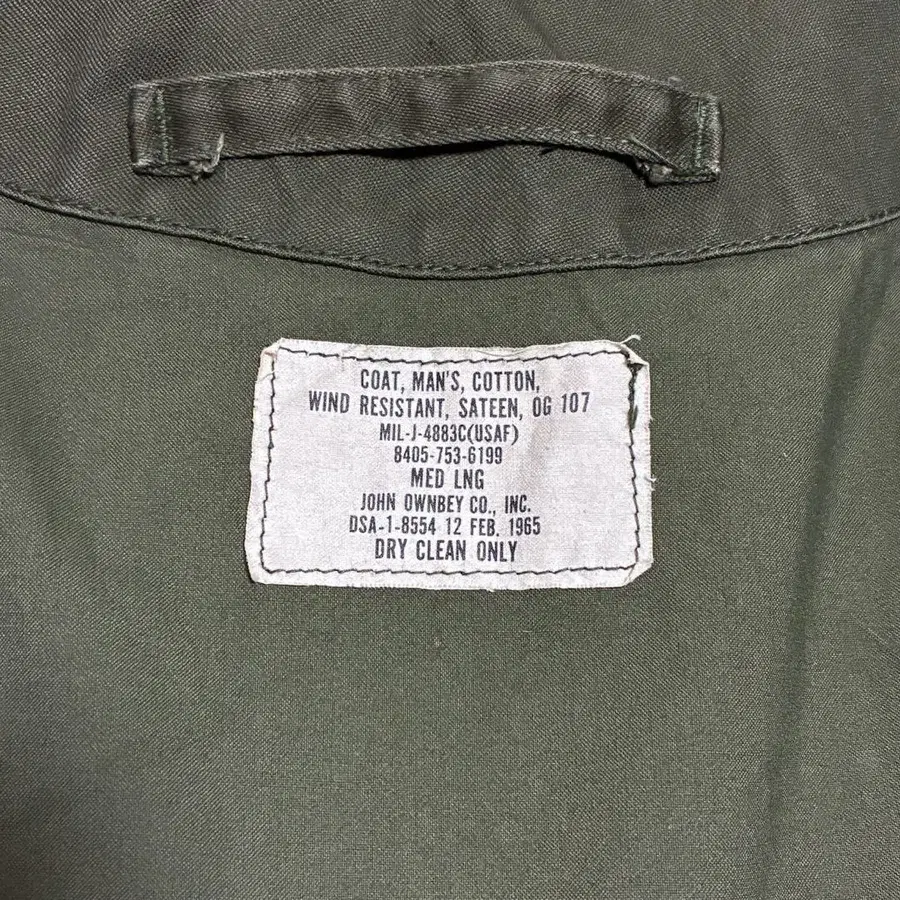 COAT, MAN'S, COTTON,
WIND RESISTANT, SATEEN, OG 107
MIL-J-4883C(USAF)
8405-753-6199
MED LNG
JOHN OWNBEY CO., INC.
DSA-1-8554 12 FEB. 1965
DRY CLEAN ONLY